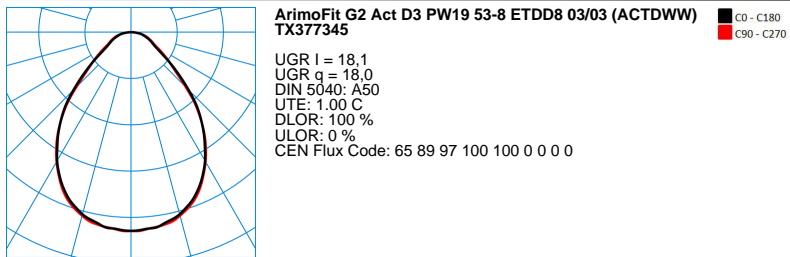 ArimoFit G2 Act D3 PW19 53-8 ETDD8 03/03 (ACTDWW)
TX377345
UGR l = 18,1
UGR q = 18,0
DIN 5040: A50
UTE: 1.00 C
DLOR: 100 %
ULOR: 0 %
CEN Flux Code: 65 89 97 100 100 0 0 0 0
C0 - C180
C90 - C270